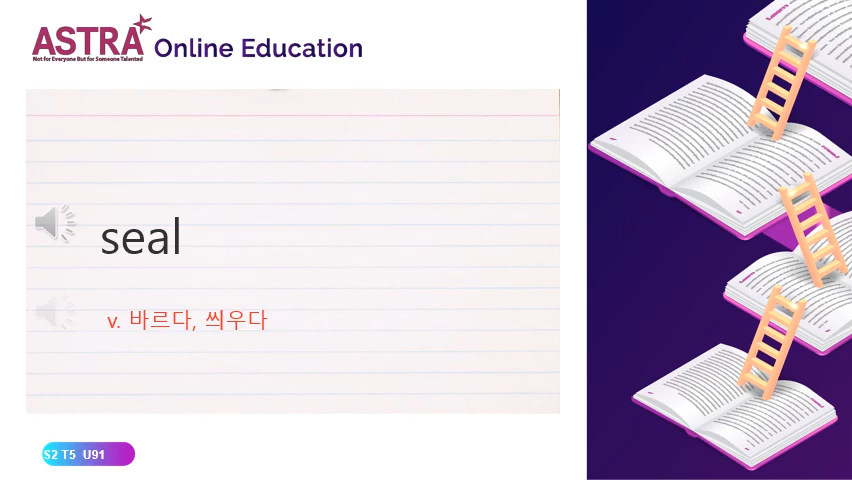 ASTRA Online Education
Not for Everyone But for Someone Talented
seal
v. 바르다, 씌우다
S2 T5 U91